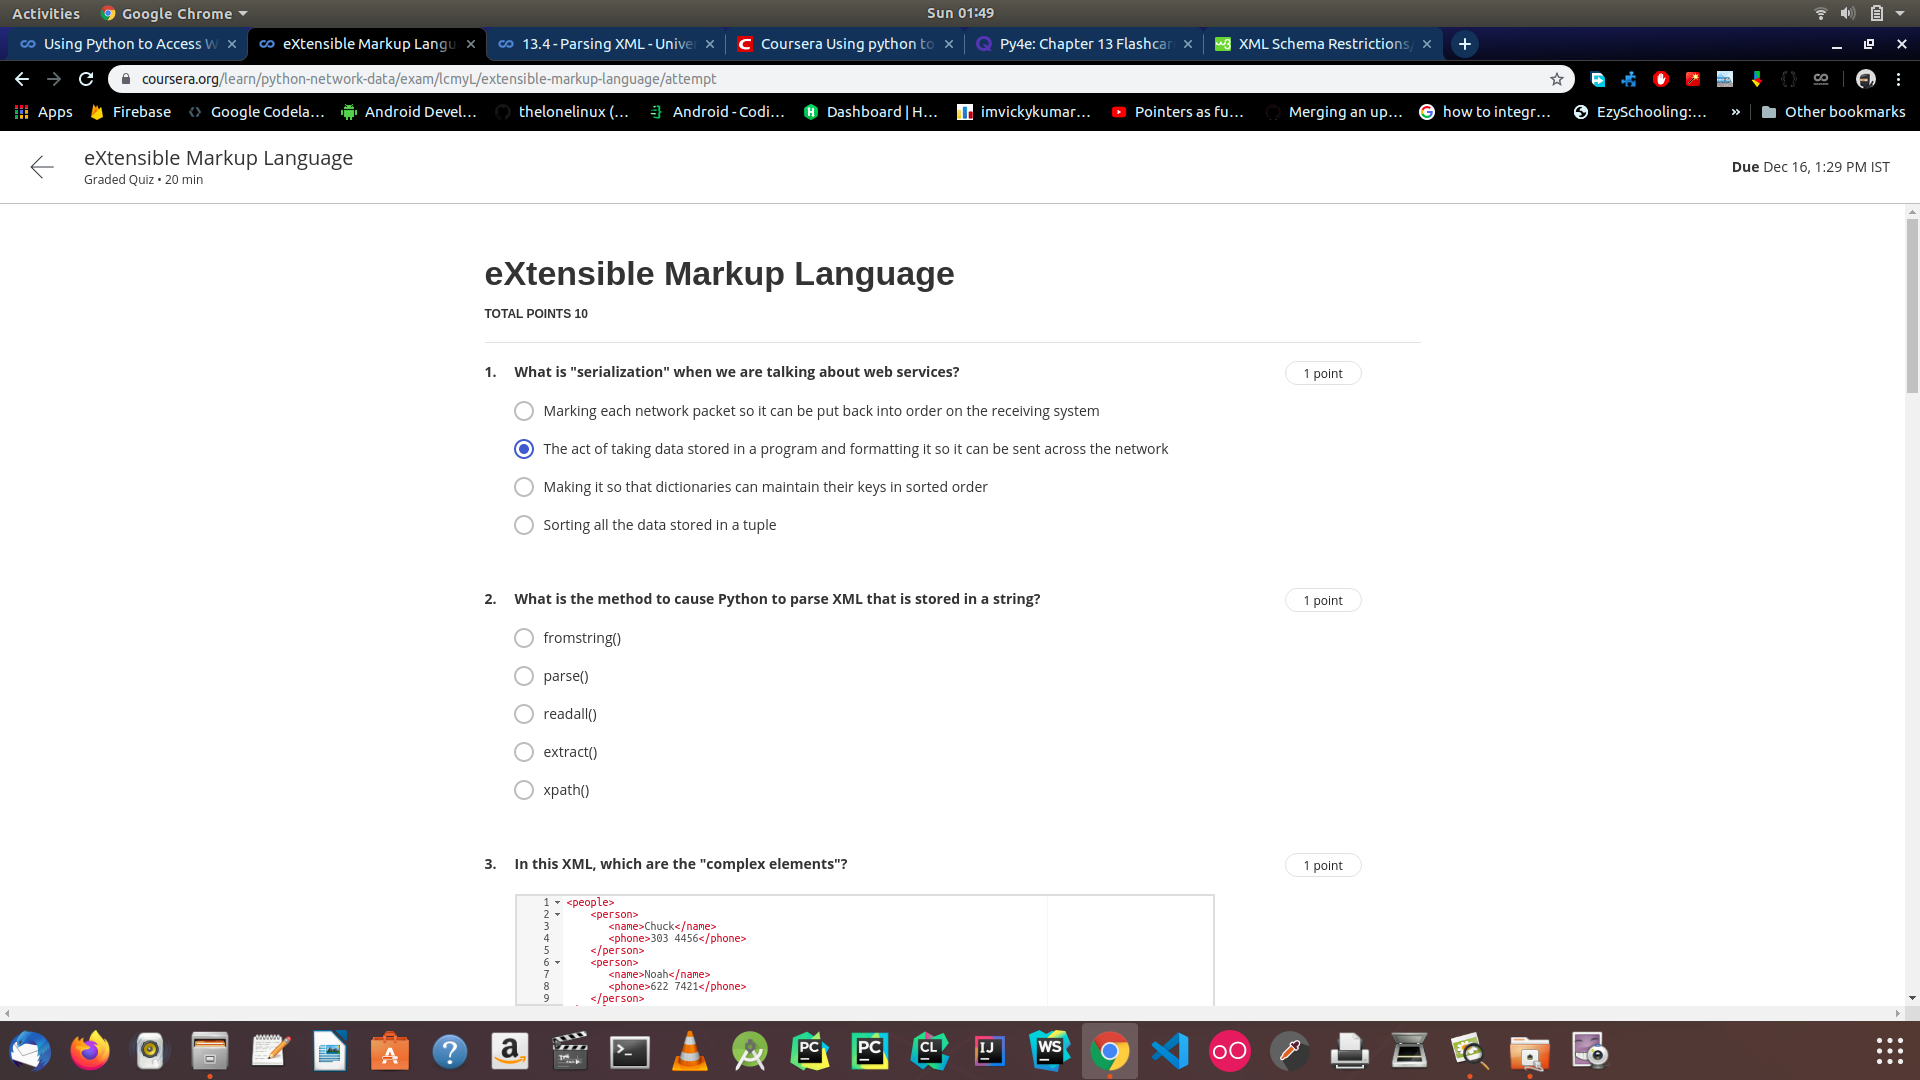 Activities Google Chrome Sun 01:49
Using Python to Access W eXtensible Markup Langu 13.4 - Parsing XML - Univer Coursera Using python to Py4e: Chapter 13 Flashcar XML Schema Restrictions/
coursera.org/learn/python-network-data/exam/lcmyL/extensible-markup-language/attempt
Apps Firebase Google Codela... Android Devel... thelonelinux (... Android - Codi... Dashboard | H... imvickykumar... Pointers as fu... Merging an up... how to integr... EzySchooling:... » Other bookmarks
eXtensible Markup Language
Graded Quiz • 20 min
Due Dec 16, 1:29 PM IST
eXtensible Markup Language
TOTAL POINTS 10
1. What is "serialization" when we are talking about web services? 1 point
Marking each network packet so it can be put back into order on the receiving system
The act of taking data stored in a program and formatting it so it can be sent across the network
Making it so that dictionaries can maintain their keys in sorted order
Sorting all the data stored in a tuple
2. What is the method to cause Python to parse XML that is stored in a string? 1 point
fromstring()
parse()
readall()
extract()
xpath()
3. In this XML, which are the "complex elements"? 1 point
1 <people>
2 <person>
3 <name>Chuck</name>
4 <phone>303 4456</phone>
5 </person>
6 <person>
7 <name>Noah</name>
8 <phone>622 7421</phone>
9 </person>